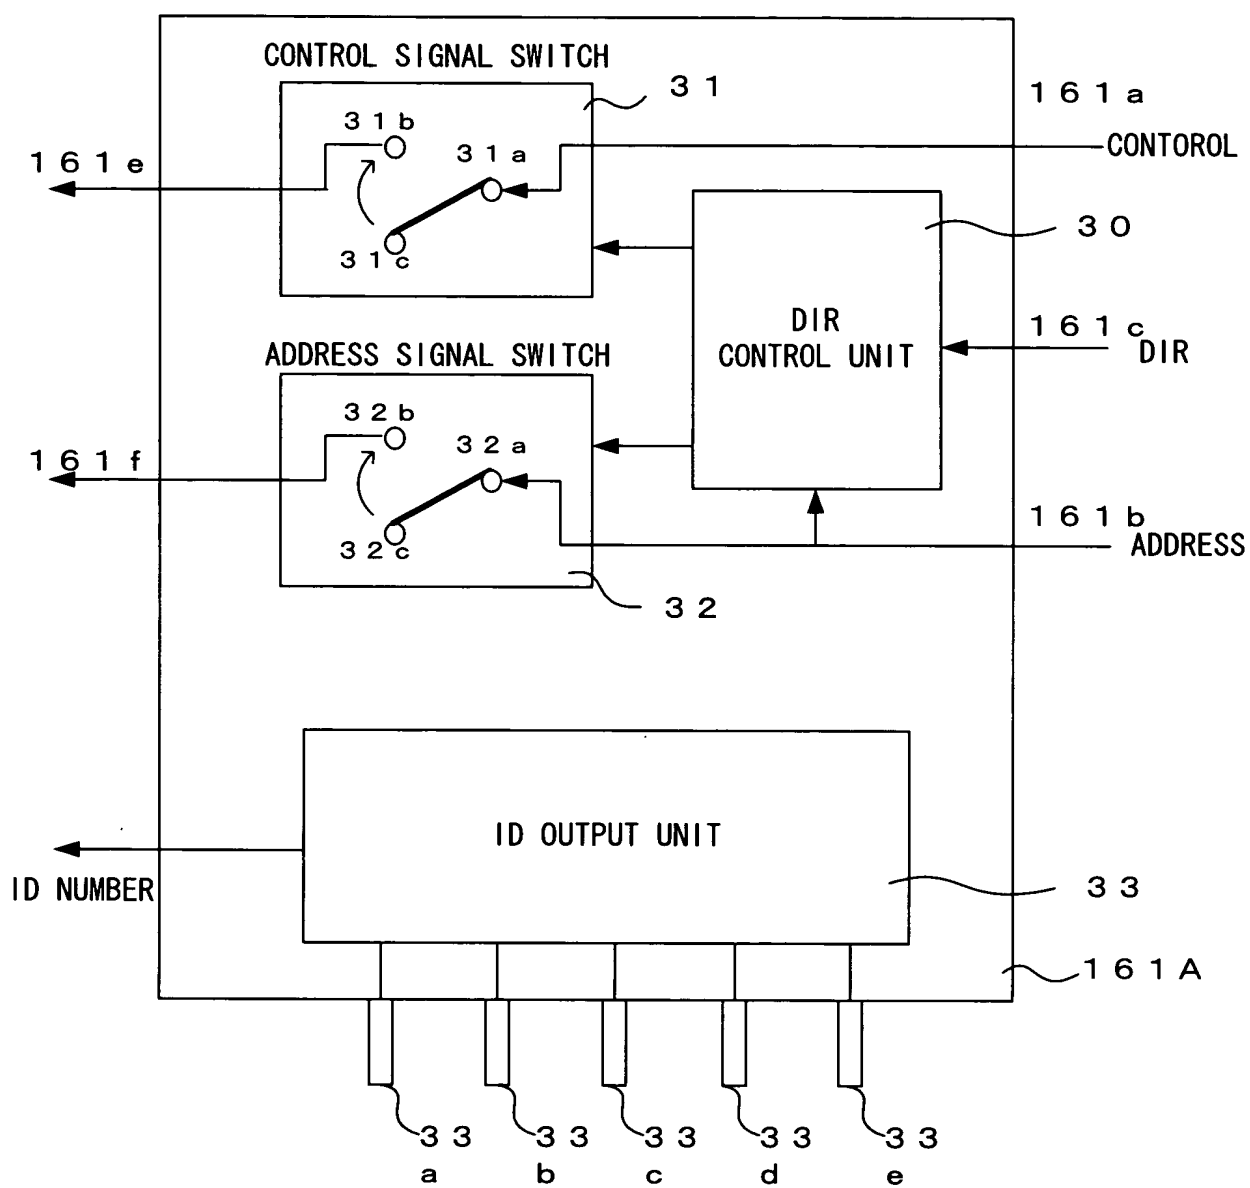 CONTROL SIGNAL SWITCH
31
161a
31b
CONTOROL
161e
31a
30
31c
DIR
CONTROL UNIT
161c
DIR
ADDRESS SIGNAL SWITCH
32b
32a
161f
161b
32c
ADDRESS
32
ID OUTPUT UNIT
ID NUMBER
33
161A
33 33 33 33 33
a b c d e